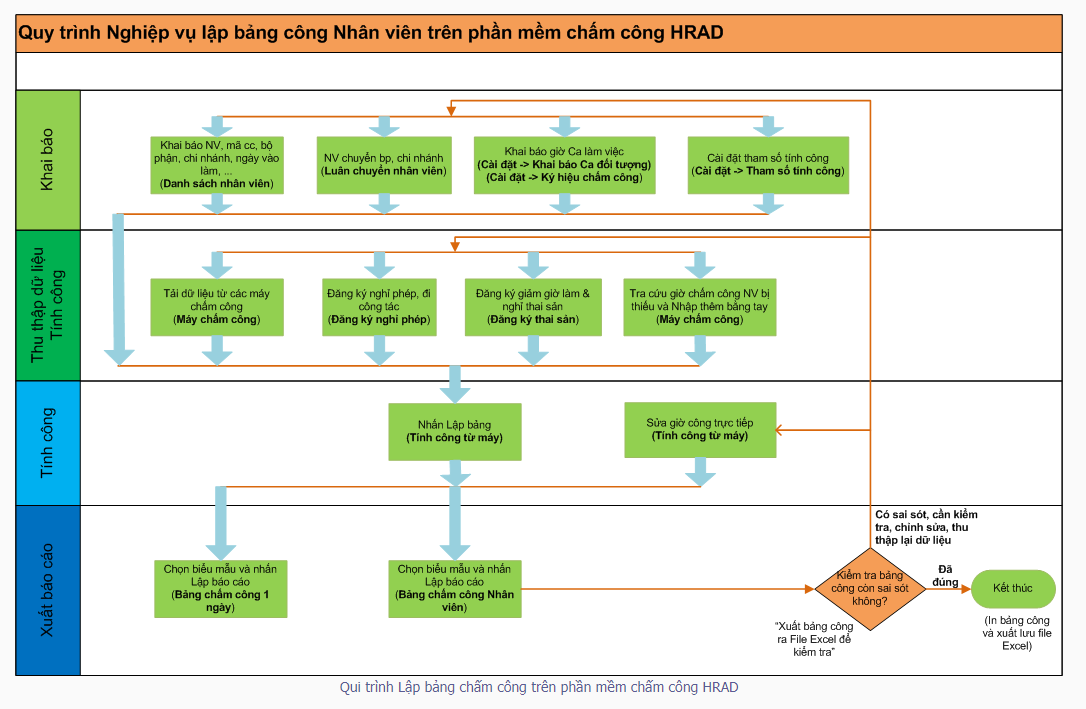 Quy trình Nghiệp vụ lập bảng công Nhân viên trên phần mềm chấm công HRAD
Khai báo
Khai báo NV, mã cc, bộ
phận, chi nhánh, ngày vào
làm, ...
(Danh sách nhân viên)
NV chuyển bp, chi nhánh
(Luân chuyển nhân viên)
Khai báo giờ Ca làm việc
(Cài đặt -> Khai báo Ca đối tượng)
(Cài đặt -> Ký hiệu chấm công)
Cài đặt tham số tính công
(Cài đặt -> Tham số tính công)
Thu thập dữ liệu
Tính công
Tải dữ liệu từ các máy
chấm công
(Máy chấm công)
Đăng ký nghỉ phép, đi
công tác
(Đăng ký nghỉ phép)
Đăng ký giảm giờ làm &
nghỉ thai sản
(Đăng ký thai sản)
Tra cứu giờ chấm công NV bị
thiếu và Nhập thêm bằng tay
(Máy chấm công)
Tính công
Nhấn Lập bảng
(Tính công từ máy)
Sửa giờ công trực tiếp
(Tính công từ máy)
Xuất báo cáo
Chọn biểu mẫu và nhấn
Lập báo cáo
(Bảng chấm công 1
ngày)
Chọn biểu mẫu và nhấn
Lập báo cáo
(Bảng chấm công Nhân
viên)
Có sai sót, cần kiểm
tra, chỉnh sửa, thu
thập lại dữ liệu
Kiểm tra bảng
công còn sai sót
không?
Đã
đúng
Kết thúc
"Xuất bảng công
ra File Excel để
kiểm tra"
(In bảng công
và xuất lưu file
Excel)
Qui trình Lập bảng chấm công trên phần mềm chấm công HRAD